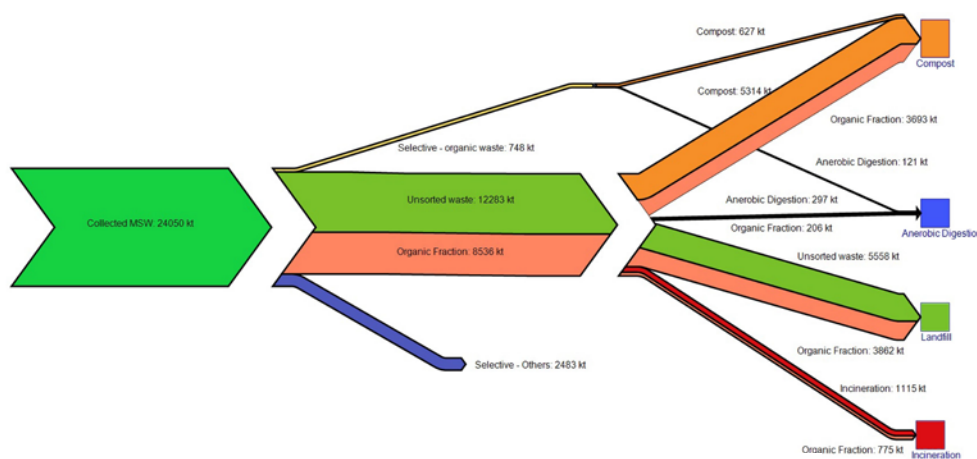 Compost: 627 kt
Compost
Compost: 5314 kt
Organic Fraction: 3693 kt
Selective - organic waste: 748 kt
Anerobic Digestion: 121 kt
Unsorted waste: 12283 kt
Anerobic Digestion: 297 kt
Collected MSW: 24050 kt
Organic Fraction: 206 kt
Anerobic Digestion
Organic Fraction: 8536 kt
Unsorted waste: 5558 kt
Landfill
Organic Fraction: 3862 kt
Selective - Others: 2483 kt
Incineration: 1115 kt
Organic Fraction: 775 kt
Incineration